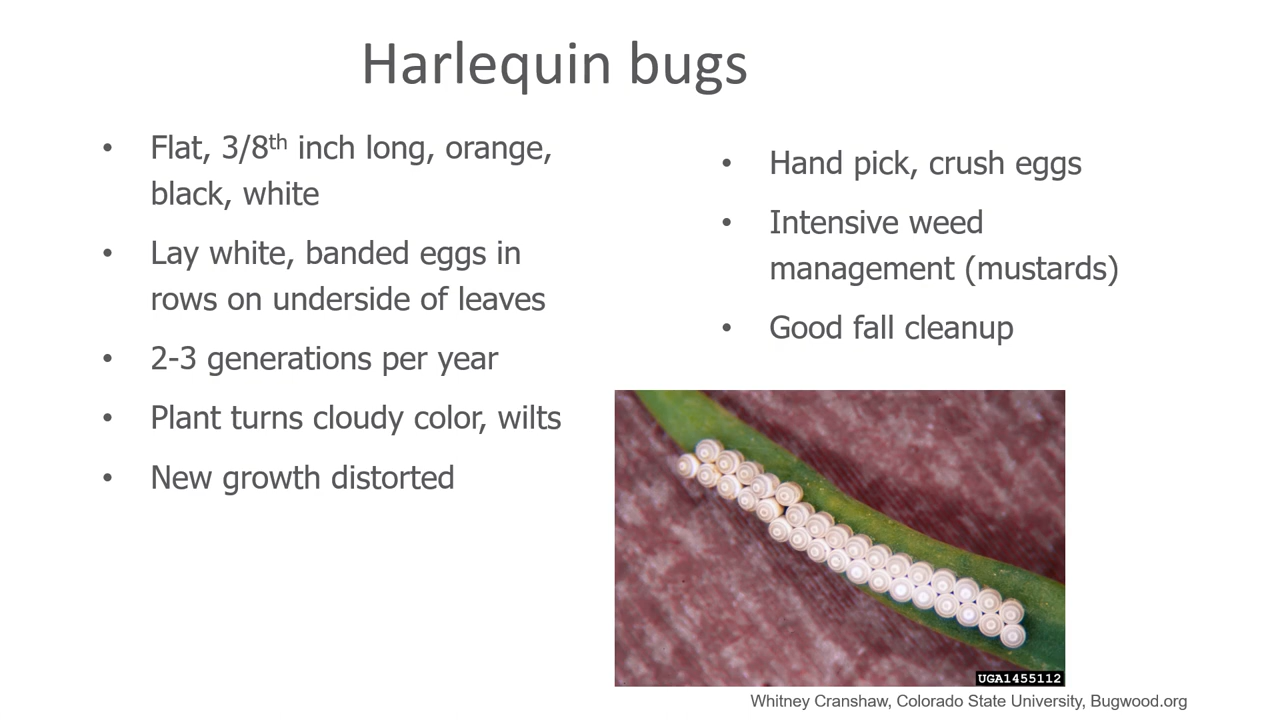 Harlequin bugs
• Flat, 3/8th inch long, orange,
black, white
• Lay white, banded eggs in
rows on underside of leaves
• 2-3 generations per year
• Plant turns cloudy color, wilts
• New growth distorted
• Hand pick, crush eggs
• Intensive weed
management (mustards)
• Good fall cleanup
UGA1455112
Whitney Cranshaw, Colorado State University, Bugwood.org